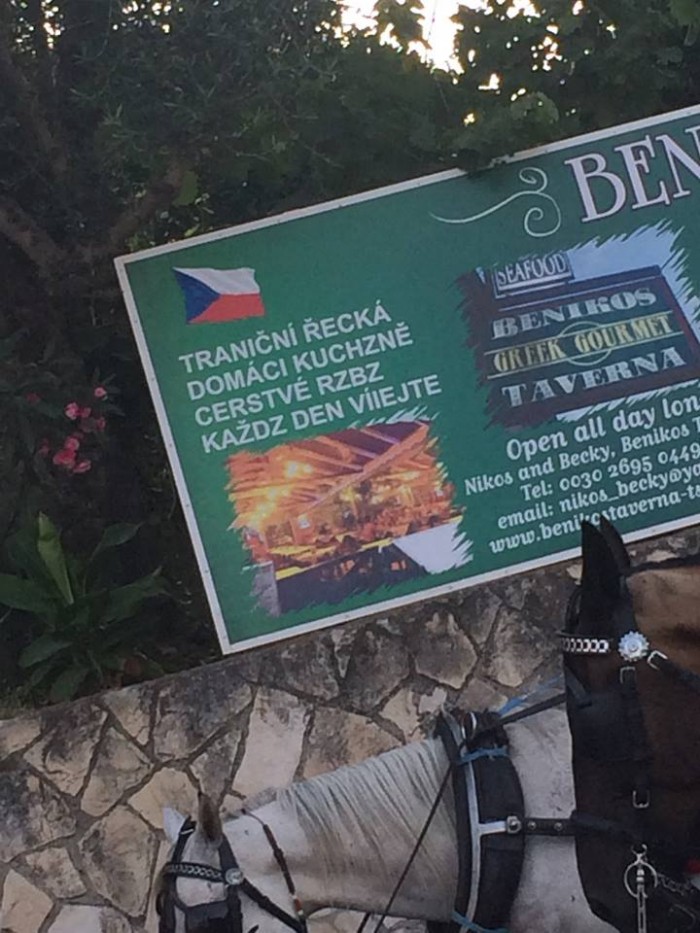 BEN
TRANIČNÍ ŘECKÁ
DOMÁCI KUCHZNĚ
CERSTVÉ RZBZ
KAŽDZ DEN VÍIEJTE
SEAFOOD
BENIKOS
GREEK GOURMET
TAVERNA
Open all day lon
Nikos and Becky, Benikos T
Tel: 0030 2695 0449
email: nikos_becky@y
www.benikostaverna-